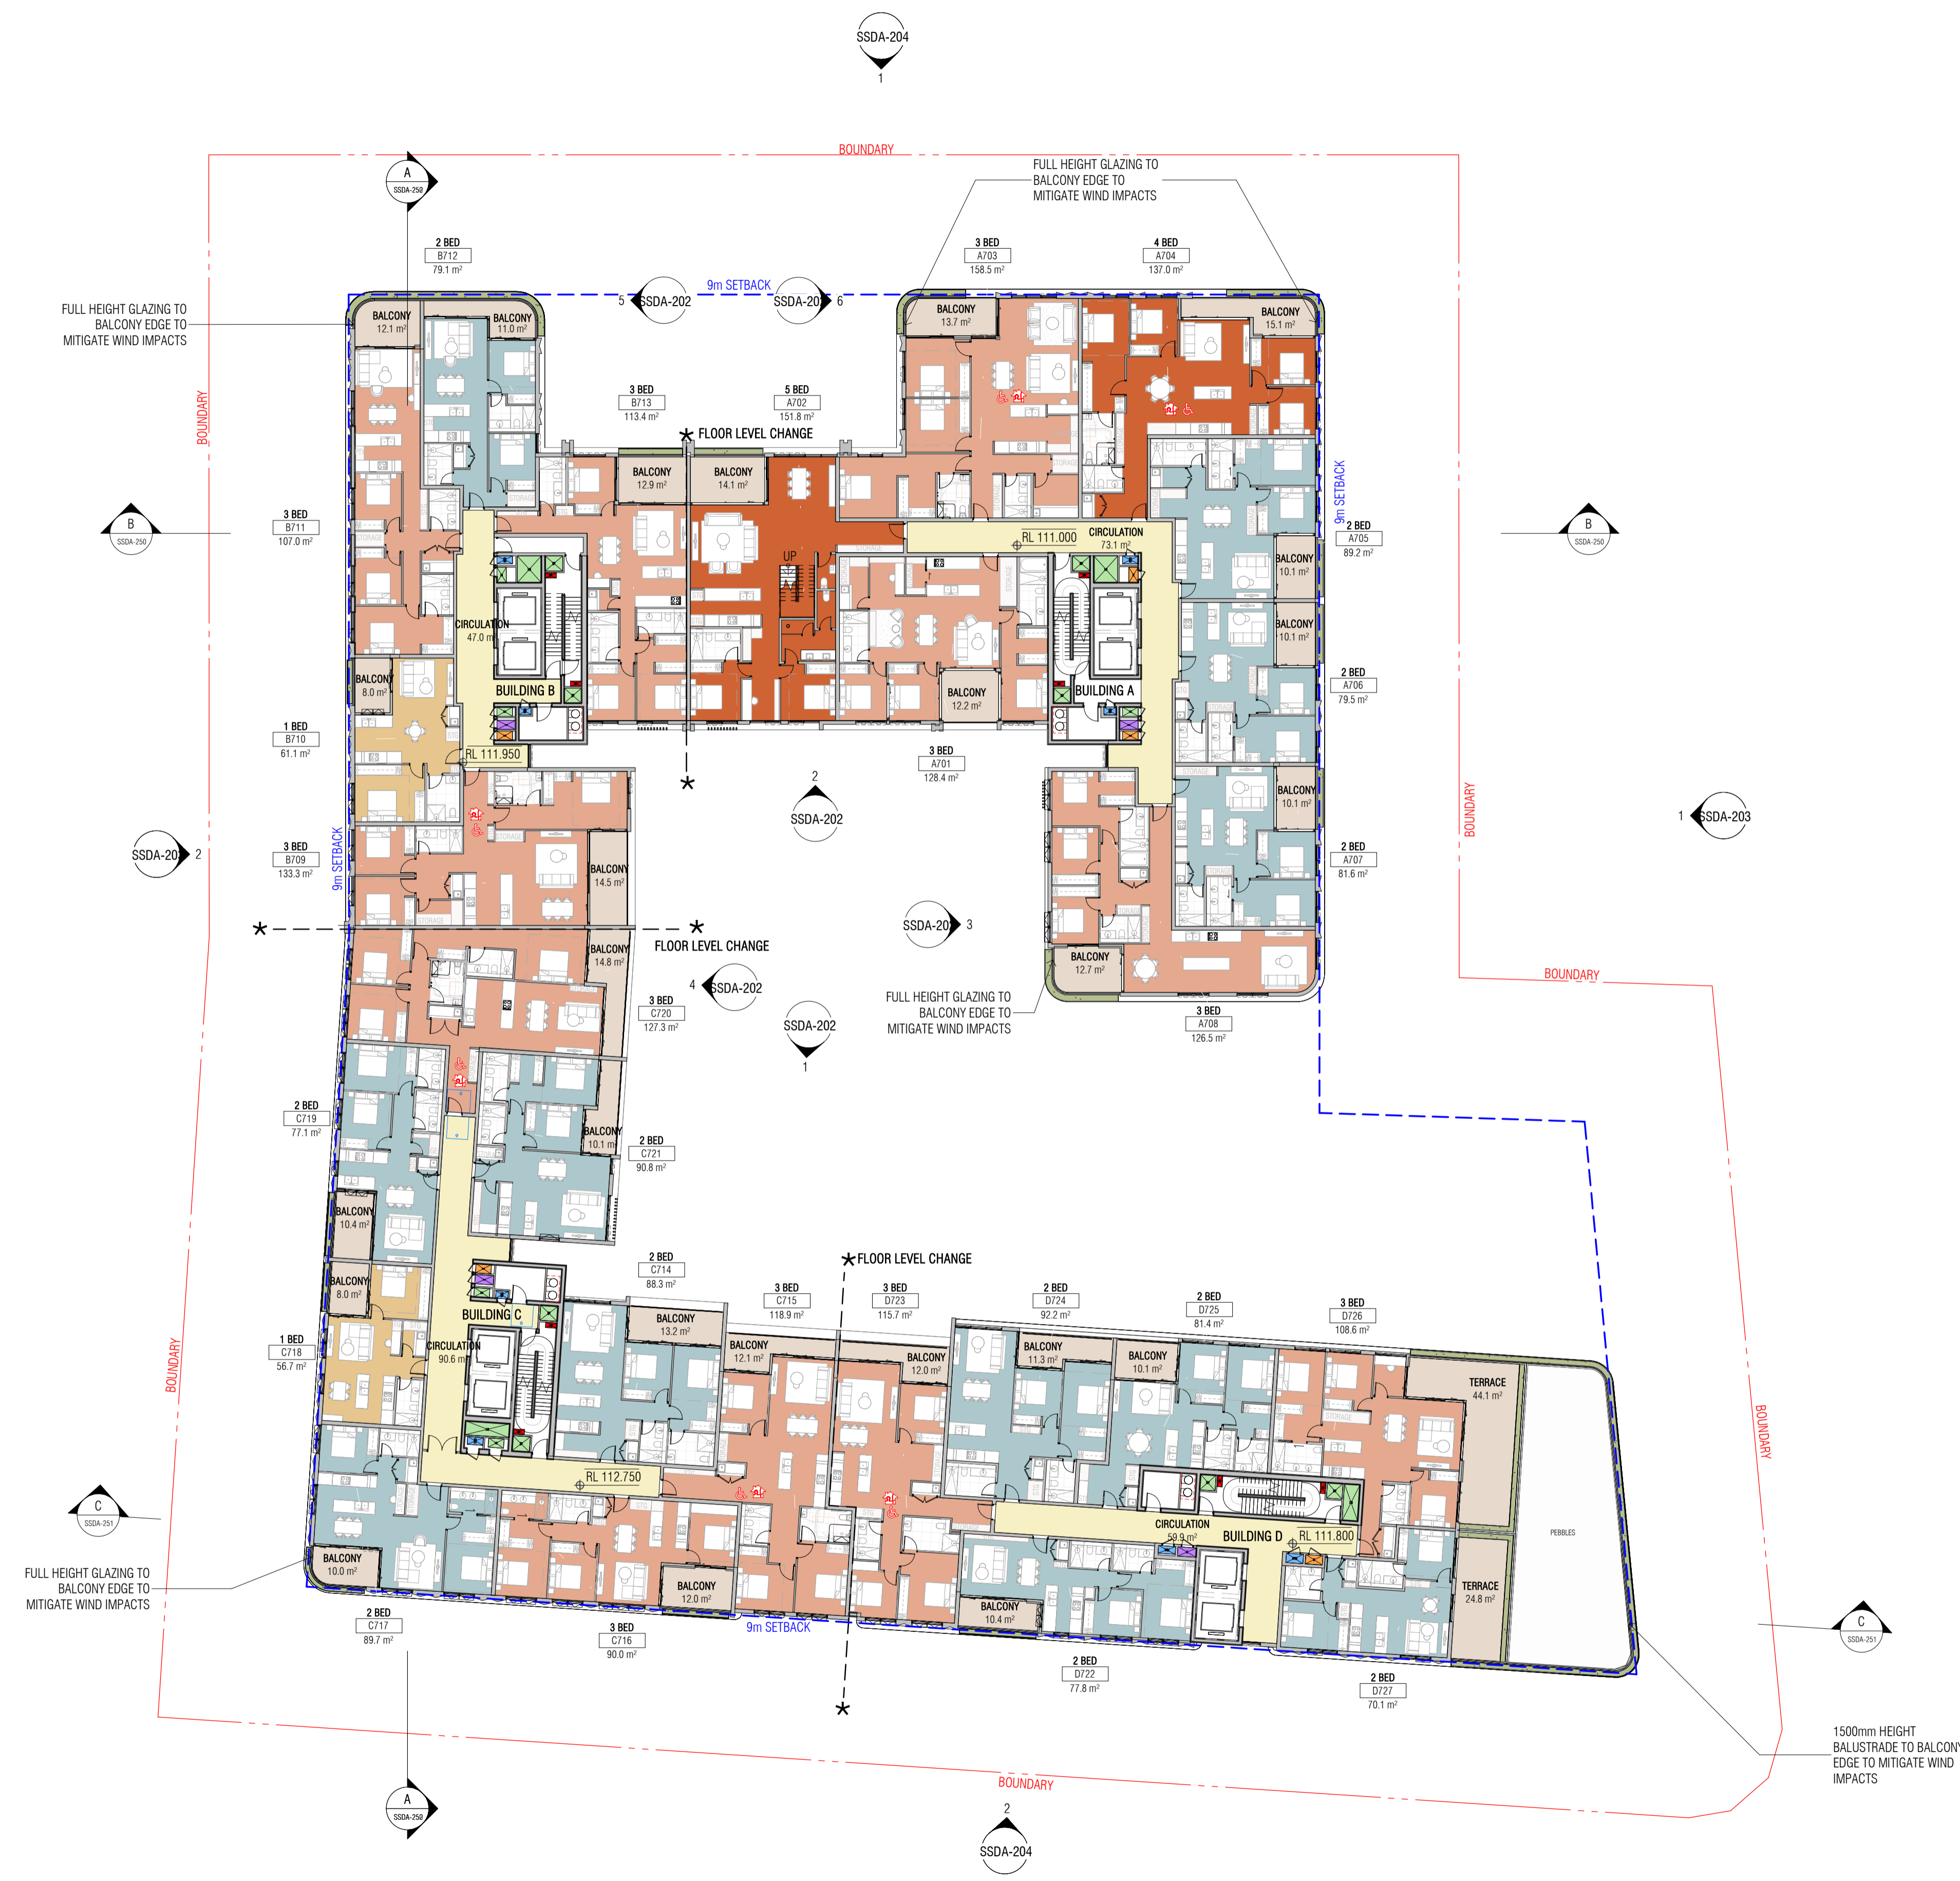 SSDA-204
1
BOUNDARY
FULL HEIGHT GLAZING TO
BALCONY EDGE TO
MITIGATE WIND IMPACTS
A
SSDA-250
2 BED
B712
79.1 m²
3 BED
A703
158.5 m²
4 BED
A704
137.0 m²
9m SETBACK
5
SSDA-202
SSDA-20
6
FULL HEIGHT GLAZING TO
BALCONY EDGE TO
MITIGATE WIND IMPACTS
BALCONY
12.1 m²
BALCONY
11.0 m²
BALCONY
13.7 m²
BALCONY
15.1 m²
BOUNDARY
3 BED
B713
113.4 m²
5 BED
A702
151.8 m²
FLOOR LEVEL CHANGE
BALCONY
12.9 m²
BALCONY
14.1 m²
STORAGE
9m SETBACK
B
SSDA-250
3 BED
B711
107.0 m²
STORAGE
RL 111.000
CIRCULATION
73.1 m²
2 BED
A705
89.2 m²
B
SSDA-250
BALCONY
10.1 m²
UP
STORAGE
CIRCULATION
47.0 m
BALCONY
10.1 m²
BALCONY
8.0 m²
BUILDING B
BUILDING A
BALCONY
12.2 m²
2 BED
A706
79.5 m²
1 BED
B710
61.1 m²
RL 111.950
3 BED
A701
128.4 m²
STORAGE
BALCONY
10.1 m²
2
SSDA-202
BOUNDARY
1
SSDA-203
SSDA-20
2
3 BED
B709
133.3 m²
9m SETBACK
STORAGE
BALCONY
14.5 m²
2 BED
A707
81.6 m²
STORAGE
STORAGE
SSDA-20
3
FLOOR LEVEL CHANGE
BALCONY
14.8 m²
BALCONY
12.7 m²
BOUNDARY
4
SSDA-202
FULL HEIGHT GLAZING TO
BALCONY EDGE TO
MITIGATE WIND IMPACTS
3 BED
C720
127.3 m²
3 BED
A708
126.5 m²
SSDA-202
1
2 BED
C719
77.1 m²
BALCONY
10.1 m
2 BED
C721
90.8 m²
BALCONY
10.4 m²
BALCONY
8.0 m²
2 BED
C714
88.3 m²
FLOOR LEVEL CHANGE
3 BED
C715
118.9 m²
3 BED
D723
115.7 m²
2 BED
D724
92.2 m²
2 BED
D725
81.4 m²
3 BED
D726
108.6 m²
BUILDING C
BALCONY
13.2 m²
1 BED
C718
56.7 m²
CIRCULATION
90.6 m
BALCONY
12.1 m²
BALCONY
12.0 m²
BALCONY
11.3 m²
BALCONY
10.1 m²
TERRACE
44.1 m²
BOUNDARY
STORAGE
BOUNDARY
RL 112.750
C
SSDA-251
CIRCULATION
59.9 m²
BUILDING D
RL 111.800
PEBBLES
FULL HEIGHT GLAZING TO
BALCONY EDGE TO
MITIGATE WIND IMPACTS
BALCONY
10.0 m²
BALCONY
12.0 m²
BALCONY
10.4 m²
TERRACE
24.8 m²
2 BED
C717
89.7 m²
3 BED
C716
90.0 m²
9m SETBACK
2 BED
D722
77.8 m²
2 BED
D727
70.1 m²
C
SSDA-251
1500mm HEIGHT
BALUSTRADE TO BALCONY
EDGE TO MITIGATE WIND
IMPACTS
BOUNDARY
A
SSDA-250
2
SSDA-204